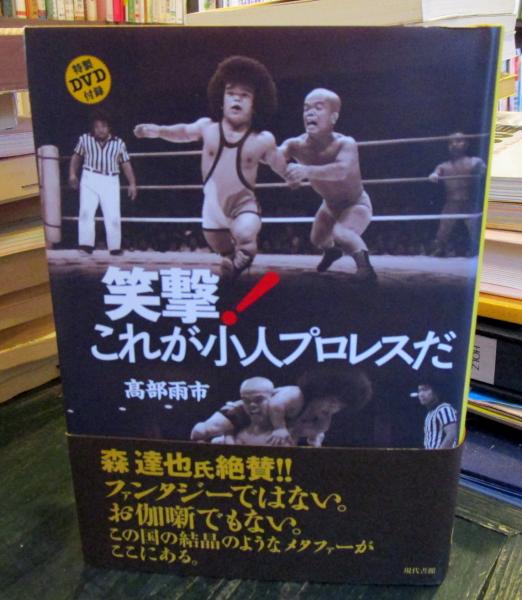 特製
DVD
付録
笑撃!
これが小人プロレスだ
高部雨市
森 達也氏絶賛!!
ファンタジーではない。
お伽噺でもない。
この国の結晶のようなメタファーが
ここにある。
現代書館